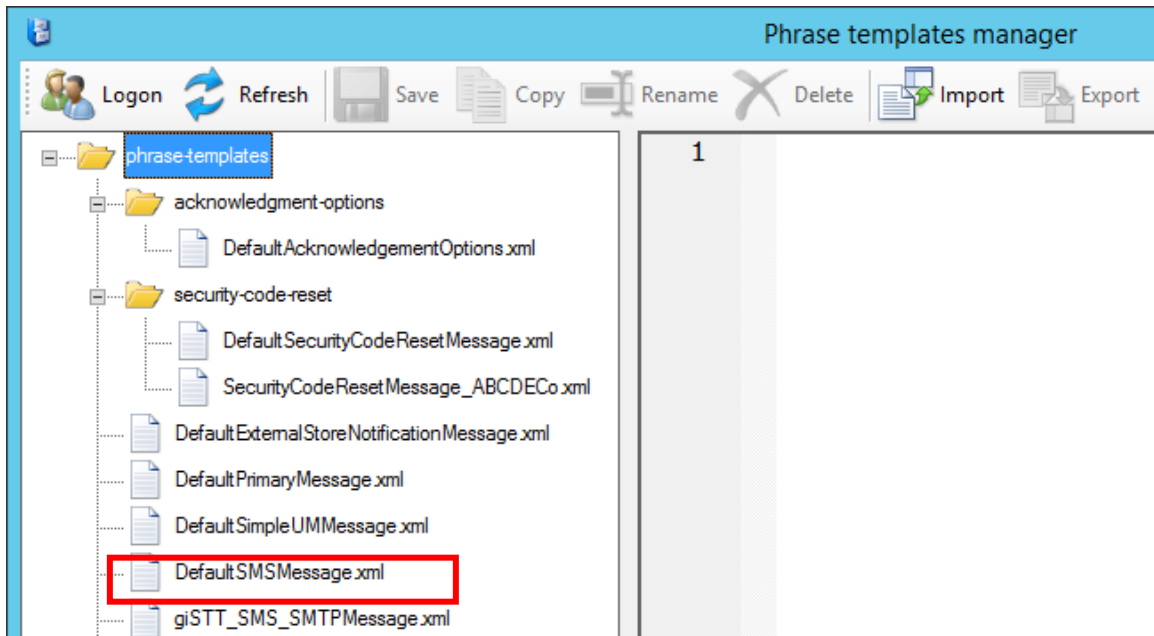 Phrase templates manager
Logon Refresh Save Copy Rename Delete Import Export
phrase-templates
1
acknowledgment-options
DefaultAcknowledgementOptions.xml
security-code-reset
DefaultSecurityCodeResetMessage.xml
SecurityCodeResetMessage_ABCDECo.xml
DefaultExternalStoreNotificationMessage.xml
DefaultPrimaryMessage.xml
DefaultSimpleUMMessage.xml
DefaultSMSMessage.xml
giSTT_SMS_SMTPMessage.xml